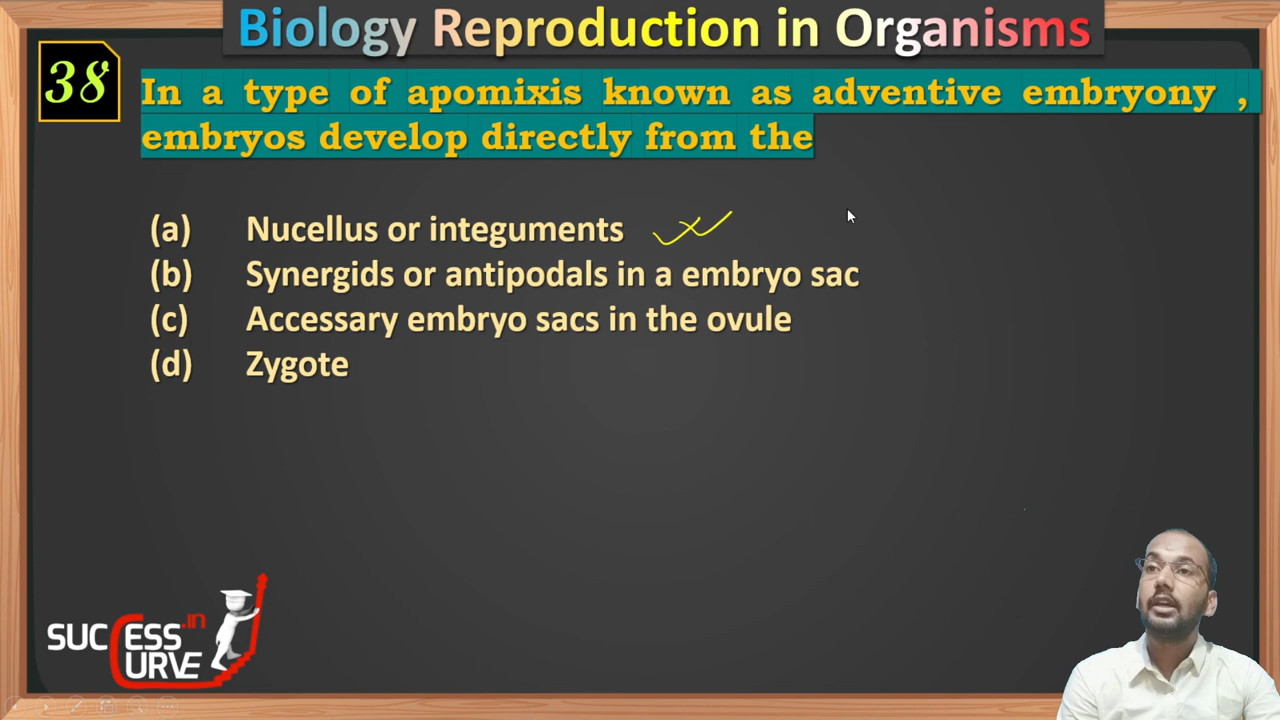 Biology Reproduction in Organisms
38
In a type of apomixis known as adventive embryony ,
embryos develop directly from the
(a) Nucellus or integuments
(b) Synergids or antipodals in a embryo sac
(c) Accessary embryo sacs in the ovule
(d) Zygote
SUCCESS.in
CURVE